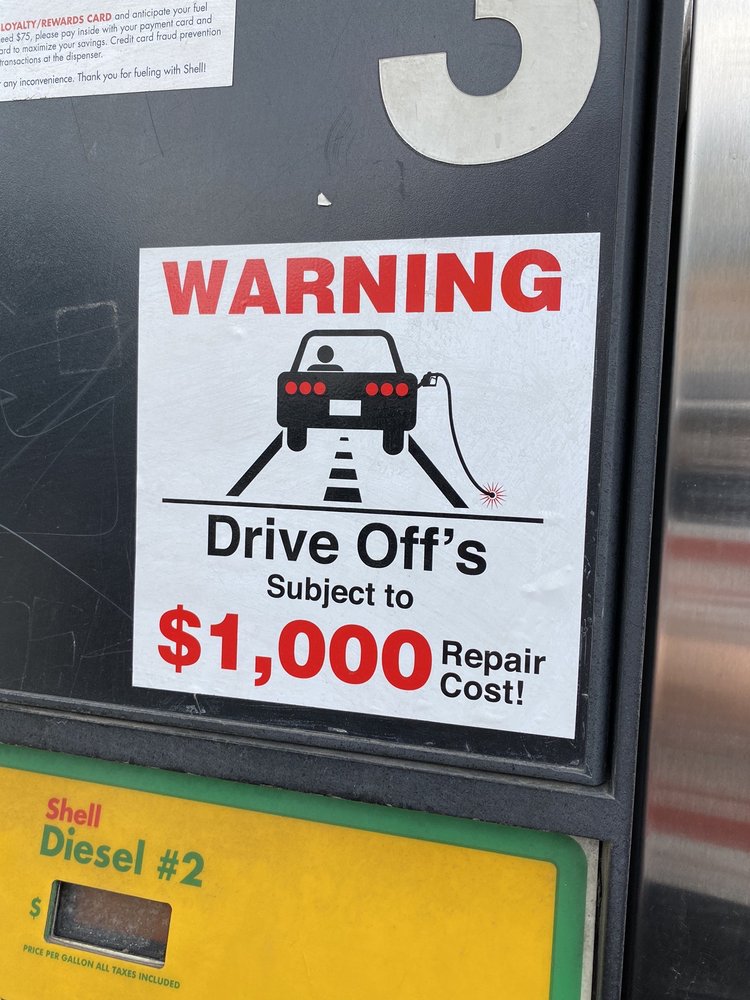 LOYALTY/REWARDS CARD and anticipate your fuel
eed $75, please pay inside with your payment card and
ard to maximize your savings. Credit card fraud prevention
transactions at the dispenser.
any inconvenience. Thank you for fueling with Shell!
3
WARNING
Drive Off's
Subject to
$1,000 Repair
Cost!
Shell
Diesel #2
$
PRICE PER GALLON ALL TAXES INCLUDED